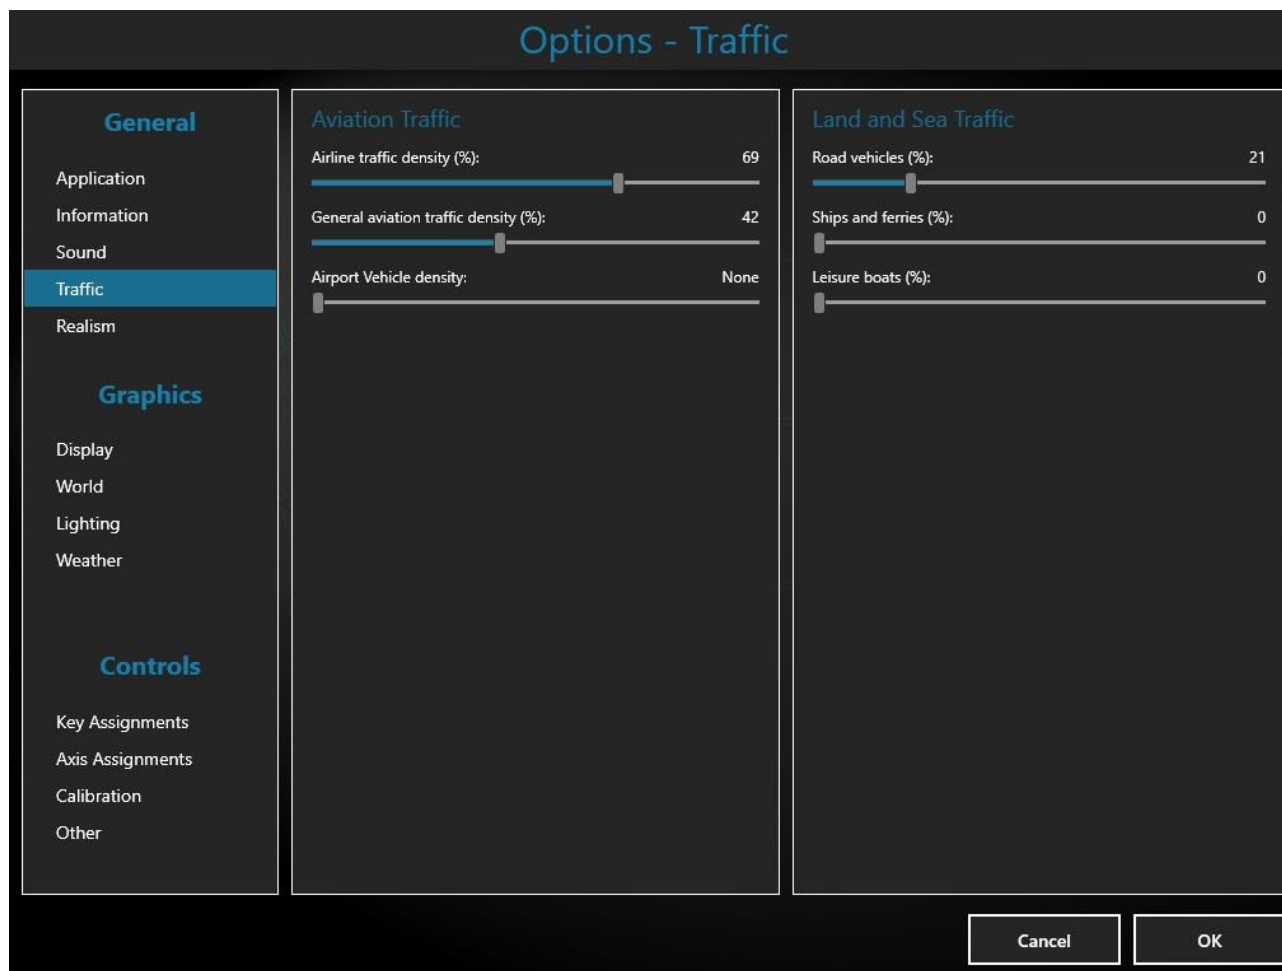 Options - Traffic
General
Application
Information
Sound
Traffic
Realism
Graphics
Display
World
Lighting
Weather
Controls
Key Assignments
Axis Assignments
Calibration
Other
Aviation Traffic
Airline traffic density (%): 69
General aviation traffic density (%): 42
Airport Vehicle density: None
Land and Sea Traffic
Road vehicles (%): 21
Ships and ferries (%): 0
Leisure boats (%): 0
Cancel OK